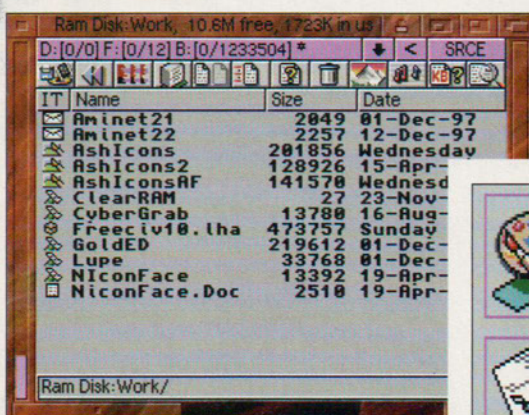 Ram Disk:Work, 10.6M free, 1723K in us
D:[0/0] F:[0/12] B:[0/1233504] * < SRCE
KB?
IT Name Size Date
Aminet21 2049 01-Dec-97
Aminet22 2257 12-Dec-97
AshIcons 201856 Wednesday
AshIcons2 128926 15-Apr-
AshIconsAF 141570 Wednesd
ClearRAM 27 23-Nov-
CyberGrab 13780 16-Aug-
Freeciv10.lha 473757 Sunday
GoldED 219612 01-Dec-
Lupe 33768 01-Dec-
NIconFace 13392 19-Apr-
NiconFace.Doc 2510 19-Apr-
Ram Disk:Work/